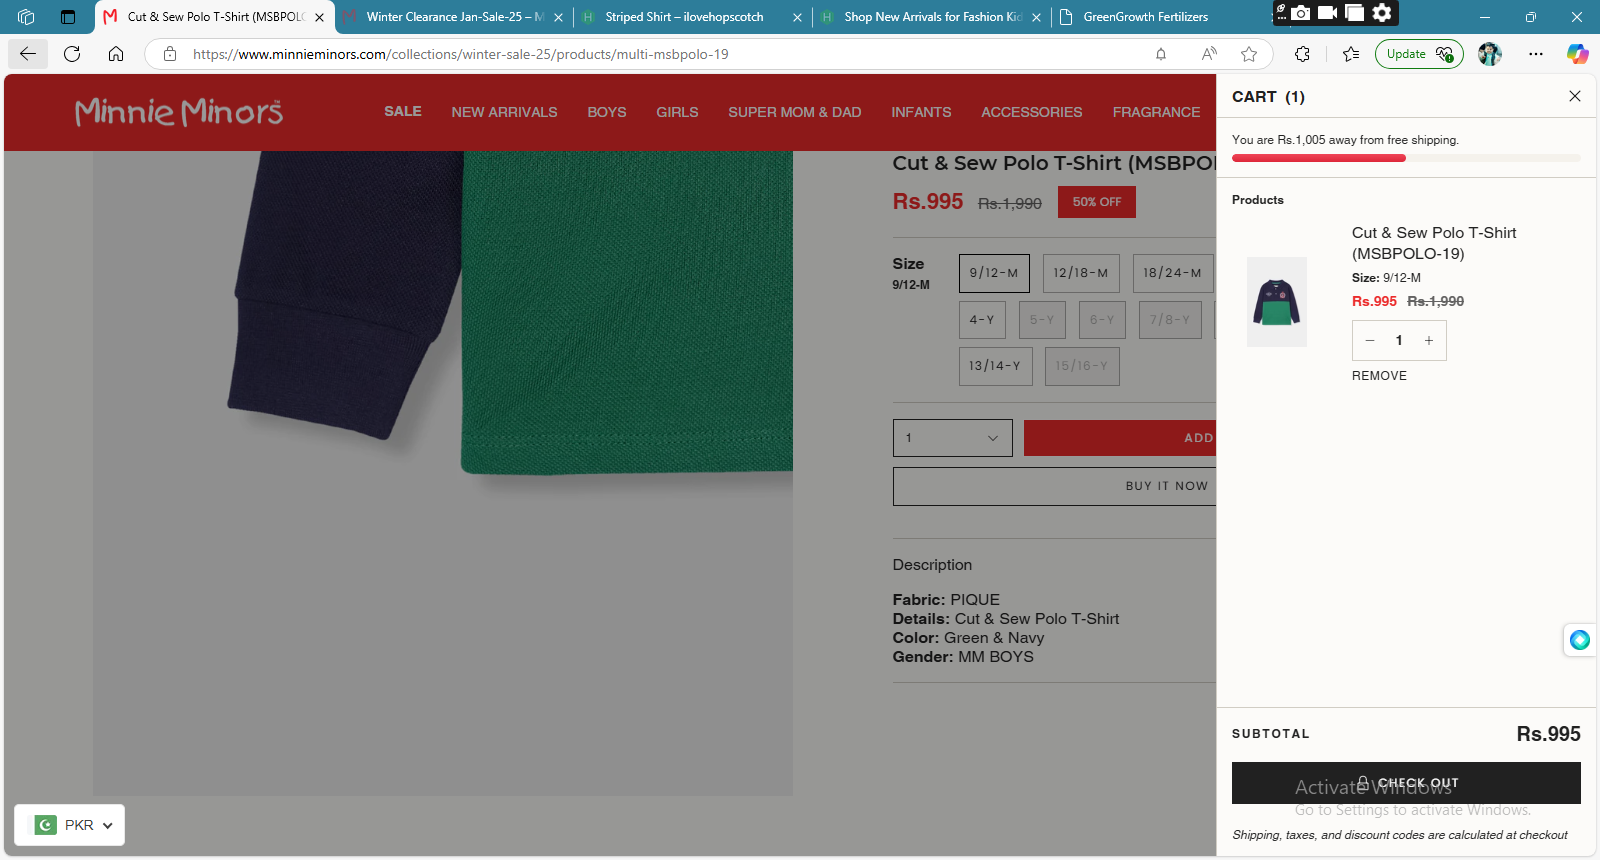 Cut & Sew Polo T-Shirt (MSBPOLO
Winter Clearance Jan-Sale-25 – M
Striped Shirt – ilovehopscotch
Shop New Arrivals for Fashion Kid
GreenGrowth Fertilizers
https://www.minnieminors.com/collections/winter-sale-25/products/multi-msbpolo-19
Update
Minnie Minors
SALE
NEW ARRIVALS
BOYS
GIRLS
SUPER MOM & DAD
INFANTS
ACCESSORIES
FRAGRANCE
Cut & Sew Polo T-Shirt (MSBPO
Rs.995 Rs.1,990 50% OFF
Size
9/12-M
9/12-M 12/18-M 18/24-M
4-Y 5-Y 6-Y 7/8-Y
13/14-Y 15/16-Y
1
ADD
BUY IT NOW
Description
Fabric: PIQUE
Details: Cut & Sew Polo T-Shirt
Color: Green & Navy
Gender: MM BOYS
PKR
CART (1)
You are Rs.1,005 away from free shipping.
Products
Cut & Sew Polo T-Shirt
(MSBPOLO-19)
Size: 9/12-M
Rs.995 Rs.1,990
− 1 +
REMOVE
SUBTOTAL Rs.995
CHECK OUT
Activate Windows
Go to Settings to activate Windows.
Shipping, taxes, and discount codes are calculated at checkout